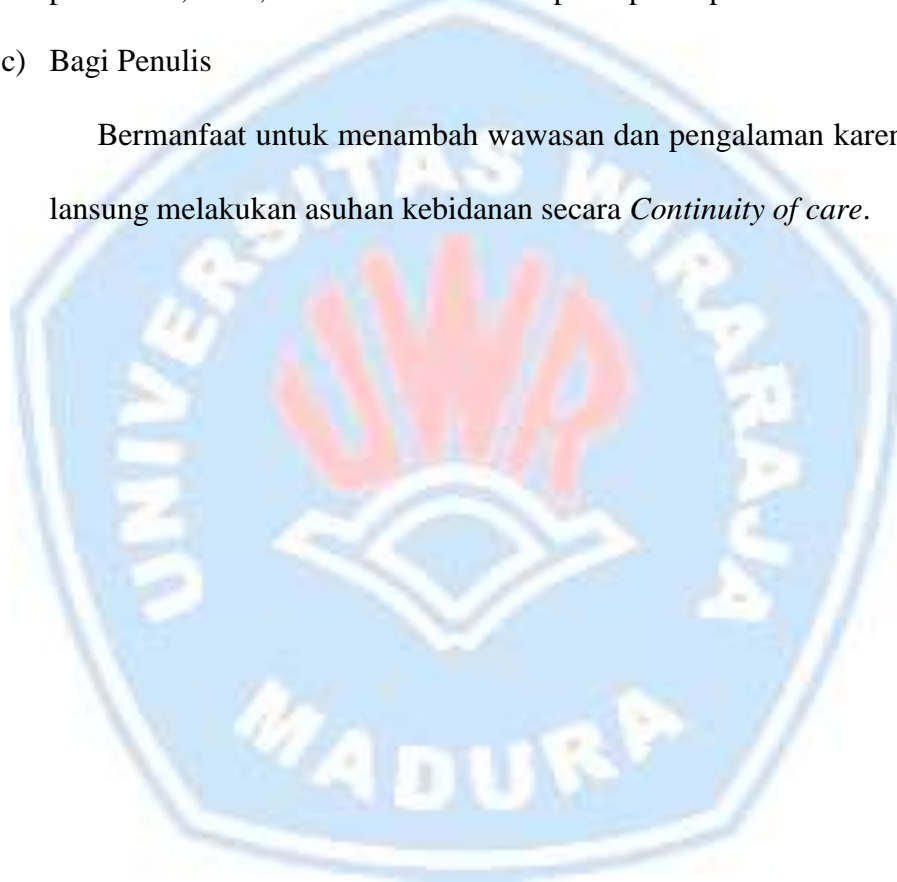 c) Bagi Penulis
Bermanfaat untuk menambah wawasan dan pengalaman karen
lansung melakukan asuhan kebidanan secara Continuity of care.
UNIVERSITAS WIRARAJA
UWR
MADURA